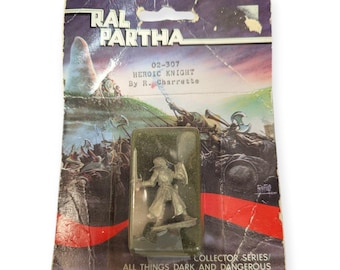 RAL
PARTHA
02-307
HEROIC KNIGHT
By R. Charrette
COLLECTOR SERIES/
ALL THINGS DARK AND DANGEROUS